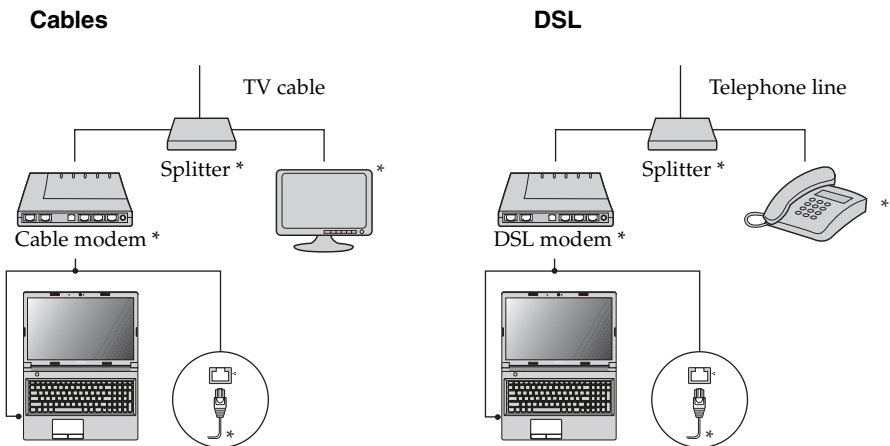 Cables
TV cable
Splitter *
*
Cable modem *
*
DSL
Telephone line
Splitter *
*
DSL modem *
*